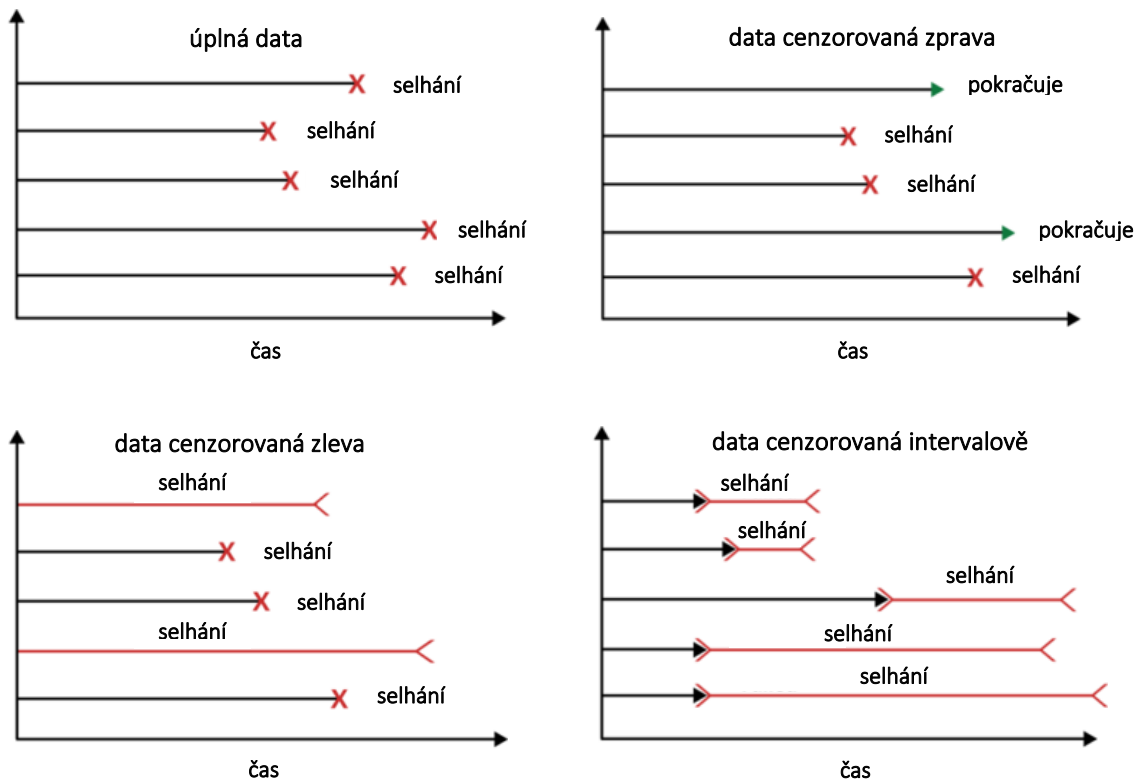 úplná data
selhání
selhání
selhání
selhání
selhání
čas
data cenzorovaná zprava
pokračuje
selhání
selhání
pokračuje
selhání
čas
data cenzorovaná zleva
selhání
selhání
selhání
selhání
selhání
čas
data cenzorovaná intervalově
selhání
selhání
selhání
selhání
selhání
čas